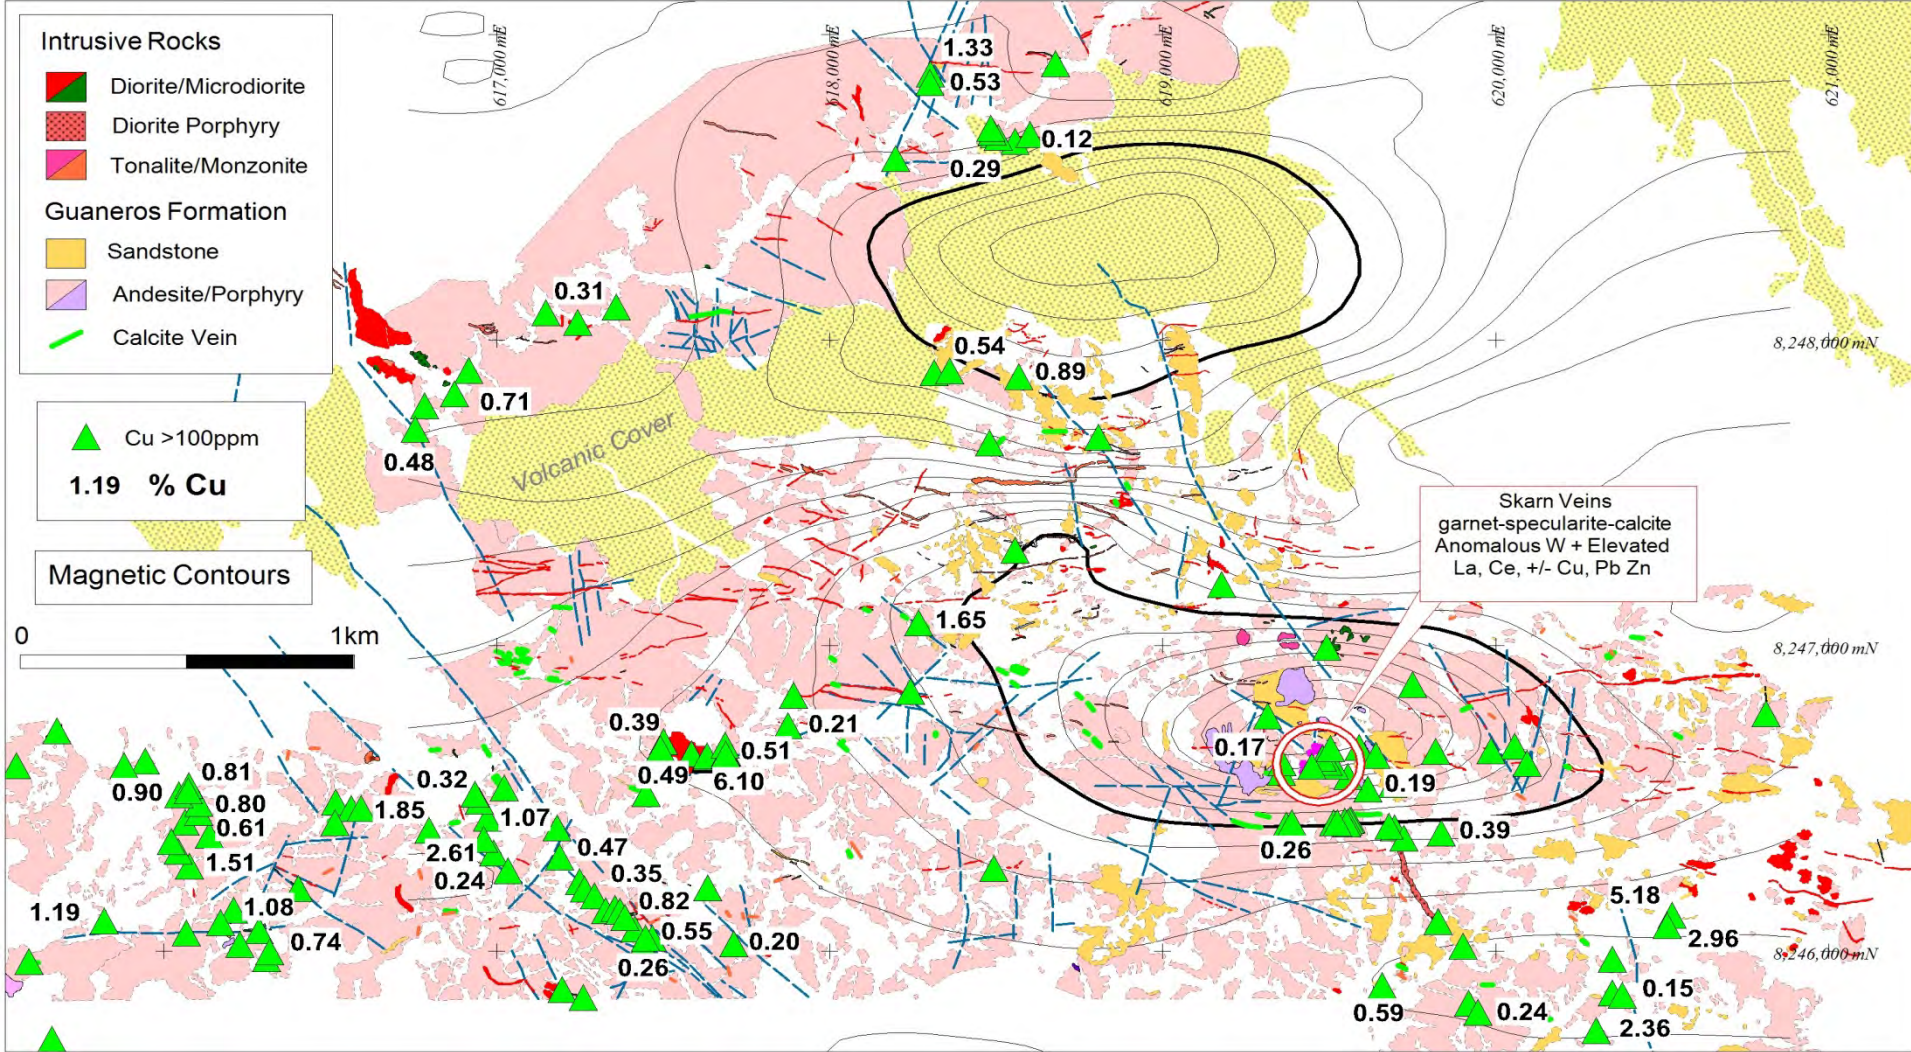 Intrusive Rocks
Diorite/Microdiorite
Diorite Porphyry
Tonalite/Monzonite
Guaneros Formation
Sandstone
Andesite/Porphyry
Calcite Vein
Cu >100ppm
1.19 % Cu
Magnetic Contours
0 1km
617,000 mE
618,000 mE
619,000 mE
620,000 mE
621,000 mE
1.33
0.53
0.12
0.29
0.31
0.54
0.89
8,248,000 mN
0.71
0.48
Volcanic Cover
Skarn Veins
garnet-specularite-calcite
Anomalous W + Elevated
La, Ce, +/- Cu, Pb Zn
1.65
8,247,000 mN
0.39
0.21
0.51
0.49
6.10
0.17
0.19
0.81
0.90
0.80
0.61
1.51
0.32
1.85
1.07
2.61
0.24
0.47
0.35
0.82
0.55
0.26
0.20
0.26
0.39
1.19
1.08
0.74
5.18
2.96
8,246,000 mN
0.59
0.24
0.15
2.36